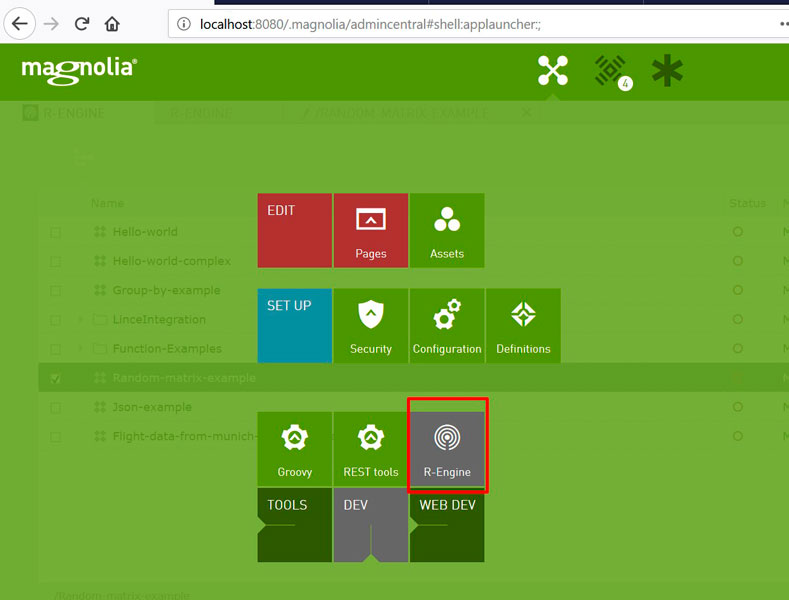 localhost:8080/.magnolia/admincentral#shell:applauncher:;
magnolia®
4
R-ENGINE R-ENGINE /RANDOM-MATRIX-EXAMPLE
Name Status M
EDIT Pages Assets
Hello-world
Hello-world-complex
Group-by-example
SET UP Security Configuration Definitions
LinceIntegration
Function-Examples
Random-matrix-example
Json-example
Flight-data-from-munich-
Groovy REST tools R-Engine
TOOLS DEV WEB DEV
/Random-matrix-example